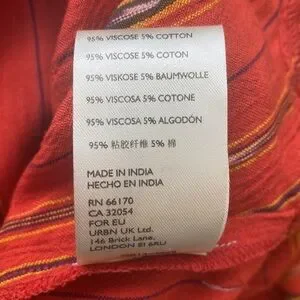 95% VISCOSE 5% COTTON
95% VISCOSE 5% COTON
95% VISKOSE 5% BAUMWOLLE
95% VISCOSA 5% COTONE
95% VISCOSA 5% ALGODÓN
95% 粘胶纤维 5% 棉
MADE IN INDIA
HECHO EN INDIA
RN 66170
CA 32054
FOR EU
URBN UK Ltd.
146 Brick Lane,
LONDON E1 6RU